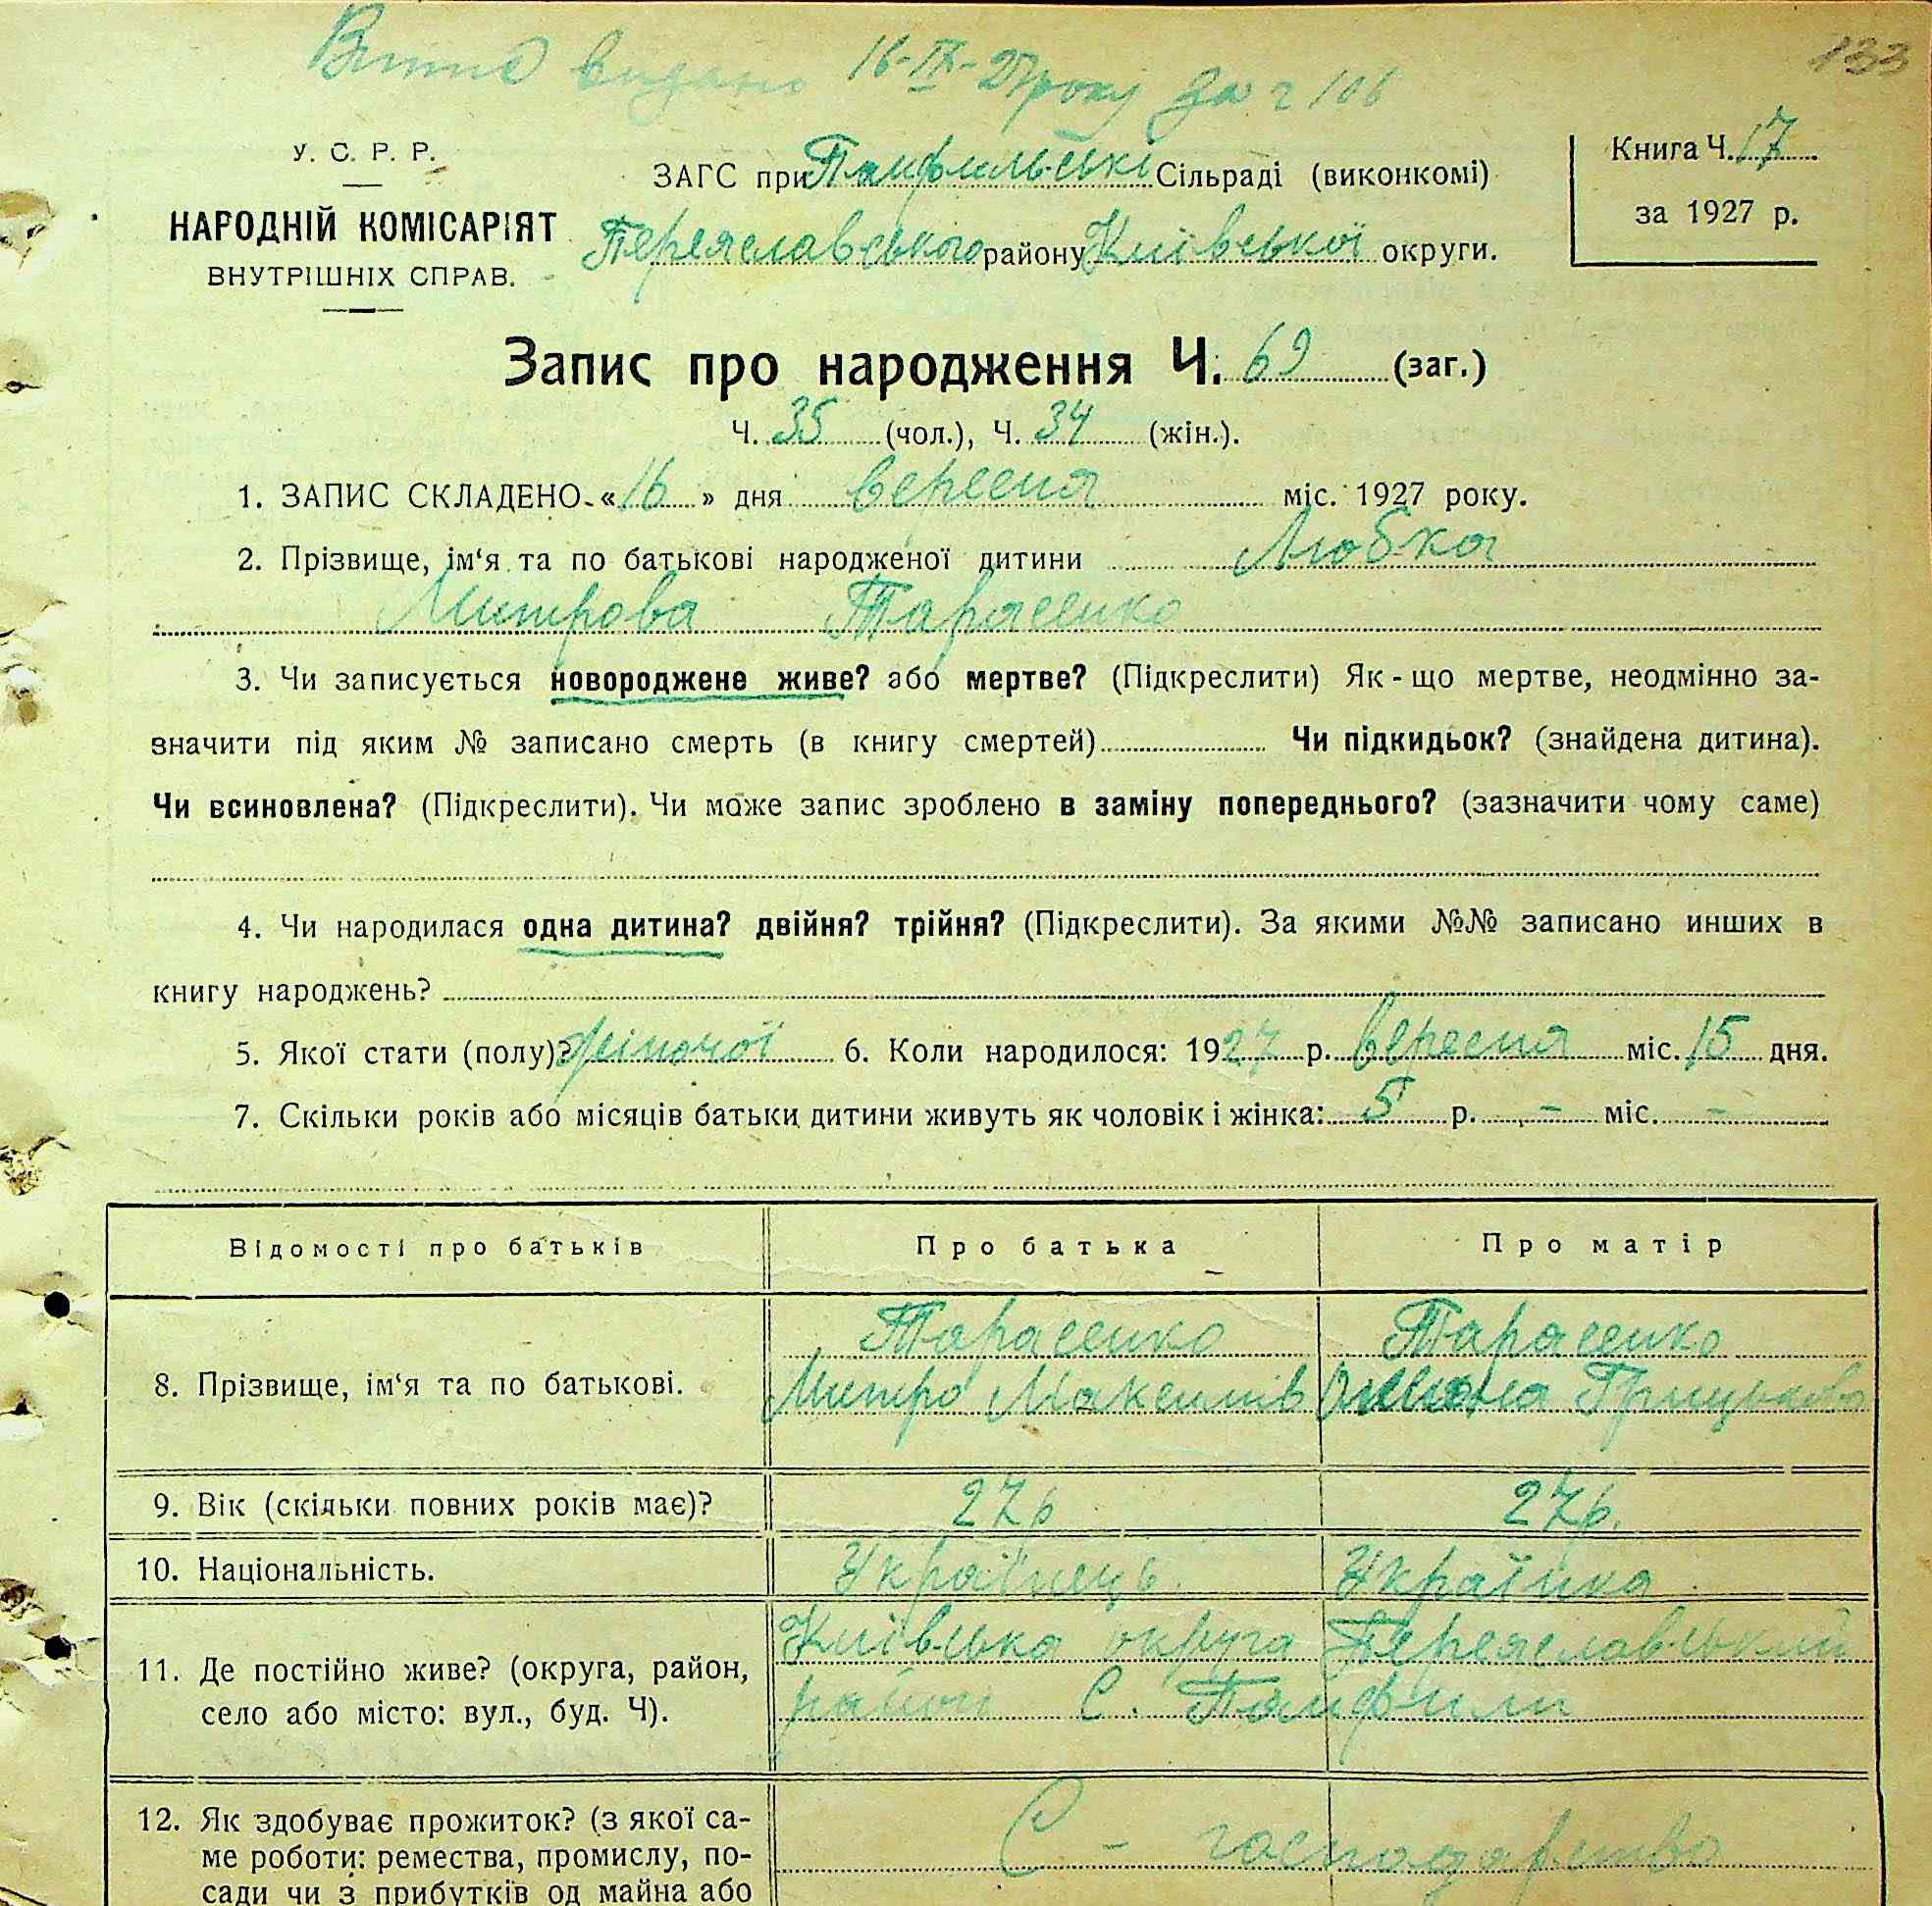 видано 16-IX-27 року за ч 106
133
У. С. Р. Р.
НАРОДНІЙ КОМІСАРІЯТ
ВНУТРІШНІХ СПРАВ.
ЗАГС при Памфильські Сільраді (виконкомі)
Переяславського району Київської округи.
Книга Ч. 17
за 1927 р.
Запис про народження Ч. 69 (заг.)
Ч. 35 (чол.), Ч. 34 (жін.).
1. ЗАПИС СКЛАДЕНО «16» дня вересня міс. 1927 року.
2. Прізвище, ім‘я та по батькові народженої дитини Любка
Митрова Тарасенко
3. Чи записується новороджене живе? або мертве? (Підкреслити) Як-що мертве, неодмінно за-
значити під яким № записано смерть (в книгу смертей) Чи підкидьок? (знайдена дитина).
Чи всиновлена? (Підкреслити). Чи може запис зроблено в заміну попереднього? (зазначити чому саме)
4. Чи народилася одна дитина? двійня? трійня? (Підкреслити). За якими №№ записано инших в
книгу народжень?
5. Якої стати (полу)? жіночої 6. Коли народилося: 1927 р. вересня міс. 15 дня.
7. Скільки років або місяців батьки дитини живуть як чоловік і жінка: 5 р. – міс. –
Відомості про батьків Про батька Про матір
8. Прізвище, ім‘я та по батькові.
Тарасенко
Митро Максимів
Тарасенко
Грицькова
9. Вік (скільки повних років має)? 27 р 27 р.
10. Національність. Українець Українка
11. Де постійно живе? (округа, район,
село або місто: вул., буд. Ч).
Київська округа Переяславський
район С. Памфили
12. Як здобуває прожиток? (з якої са-
ме роботи: ремества, промислу, по-
сади чи з прибутків од майна або
С - господарство